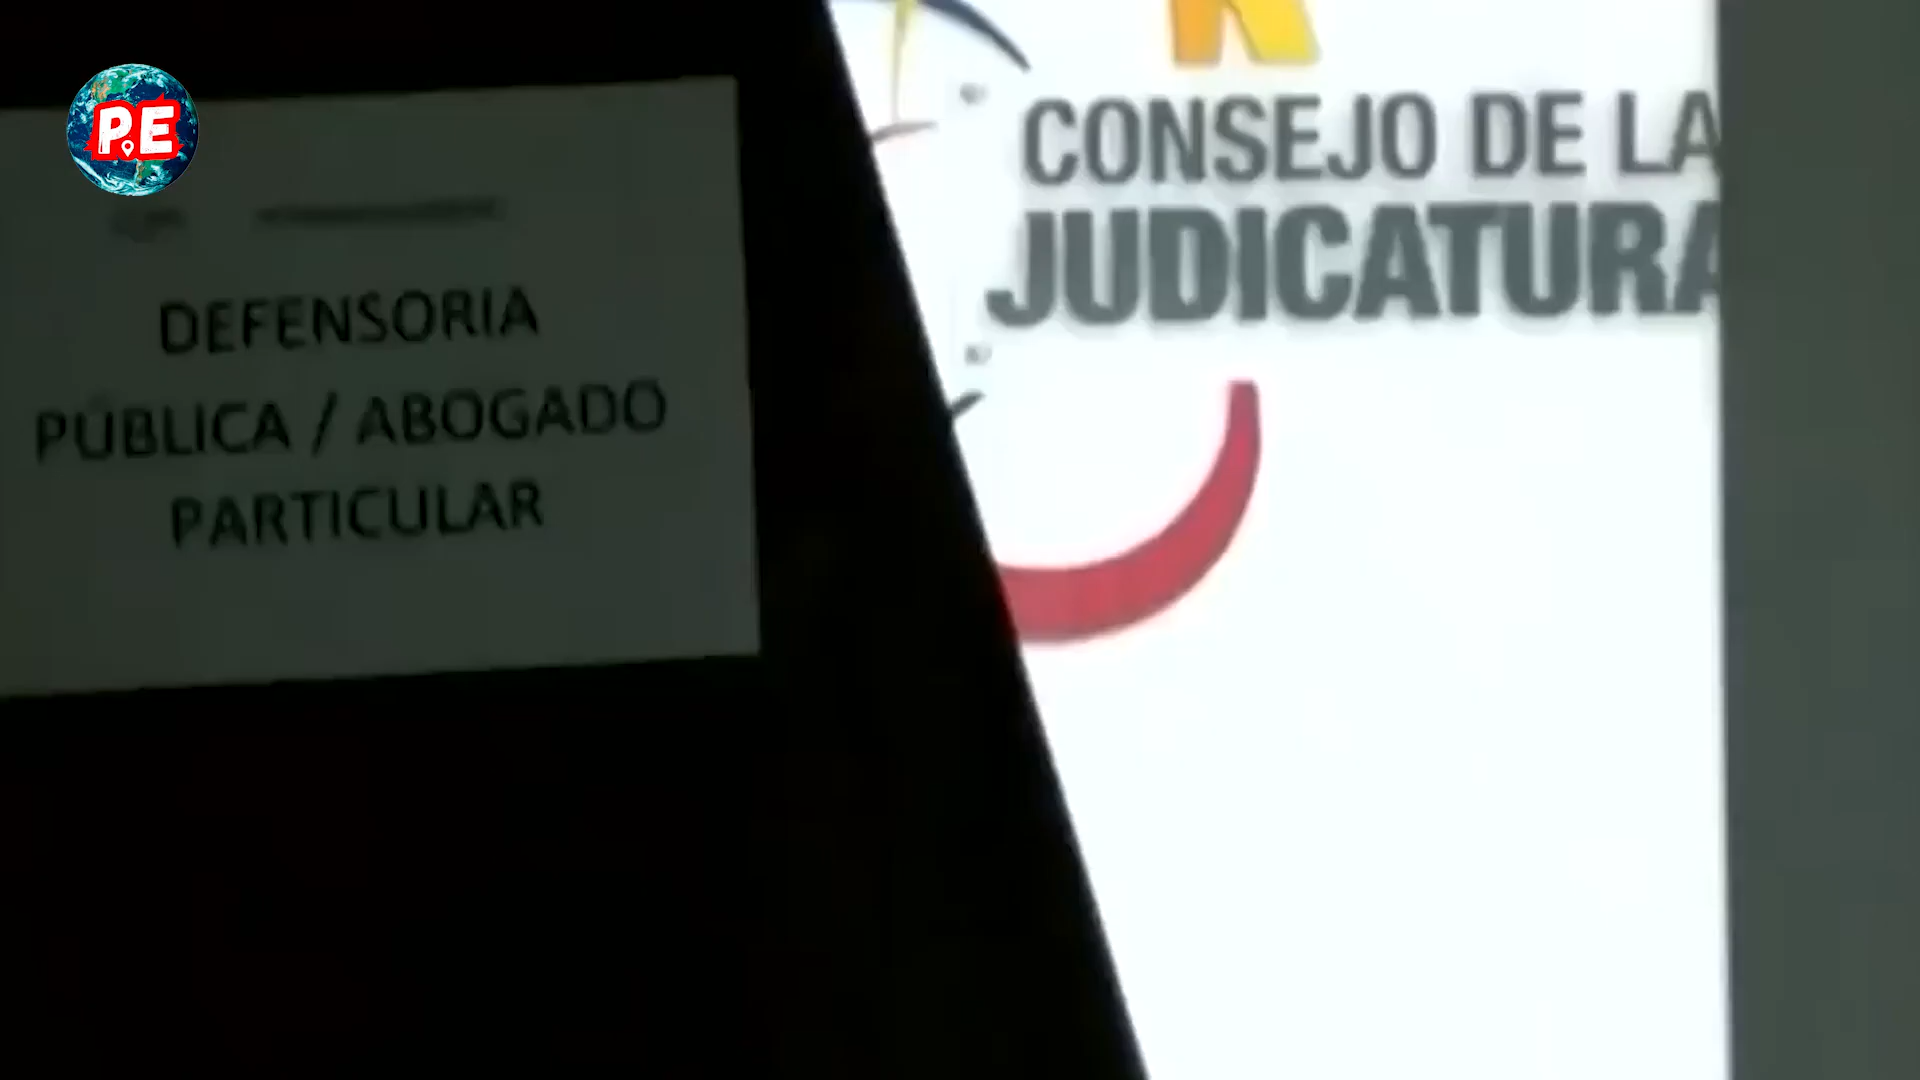 P.E
DEFENSORIA
PÚBLICA / ABOGADO
PARTICULAR
CONSEJO DE LA
JUDICATURA